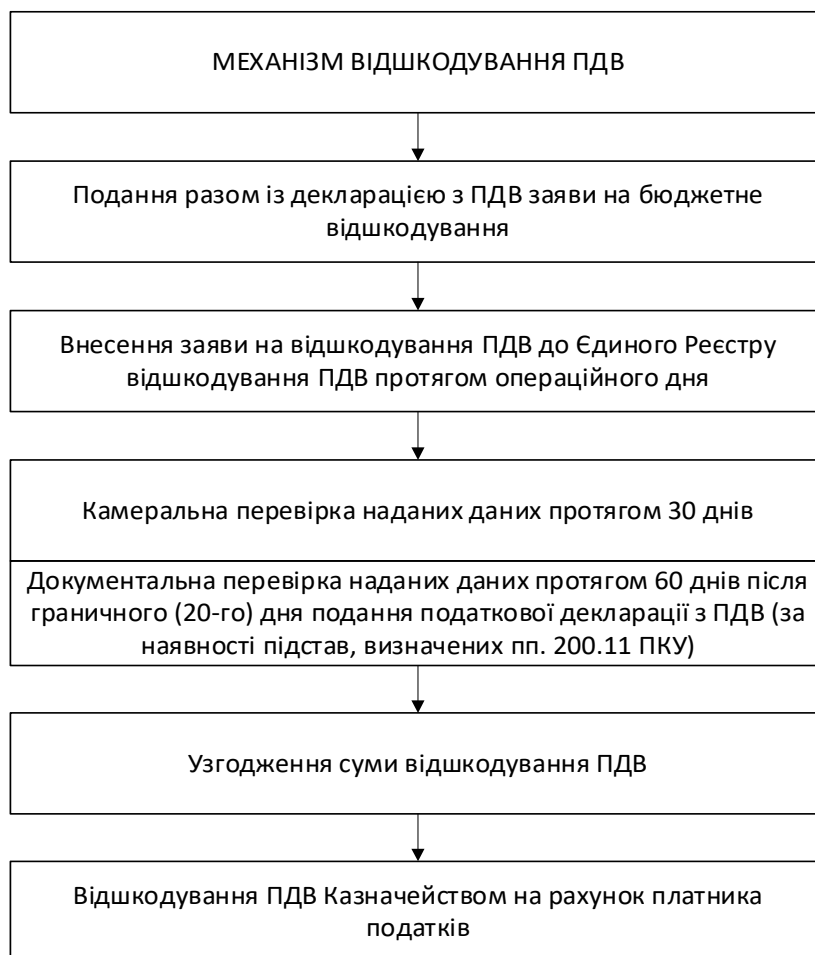 МЕХАНІЗМ ВІДШКОДУВАННЯ ПДВ
Подання разом із декларацією з ПДВ заяви на бюджетне
відшкодування
Внесення заяви на відшкодування ПДВ до Єдиного Реєстру
відшкодування ПДВ протягом операційного дня
Камеральна перевірка наданих даних протягом 30 днів
Документальна перевірка наданих даних протягом 60 днів після
граничного (20-го) дня подання податкової декларації з ПДВ (за
наявності підстав, визначених пп. 200.11 ПКУ)
Узгодження суми відшкодування ПДВ
Відшкодування ПДВ Казначейством на рахунок платника
податків